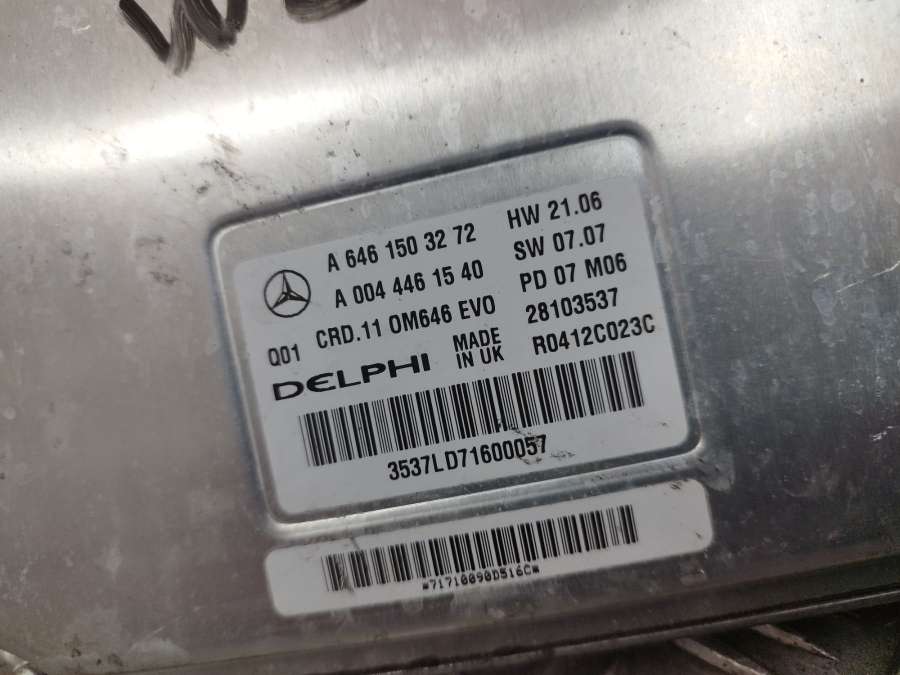 A 646 150 32 72
HW 21.06
A 004 446 15 40
SW 07.07
Q01
CRD.11 OM646 EVO
PD 07 M06
DELPHI
MADE
IN UK
28103537
R0412C023C
3537LD71600057
*71710090D516C*